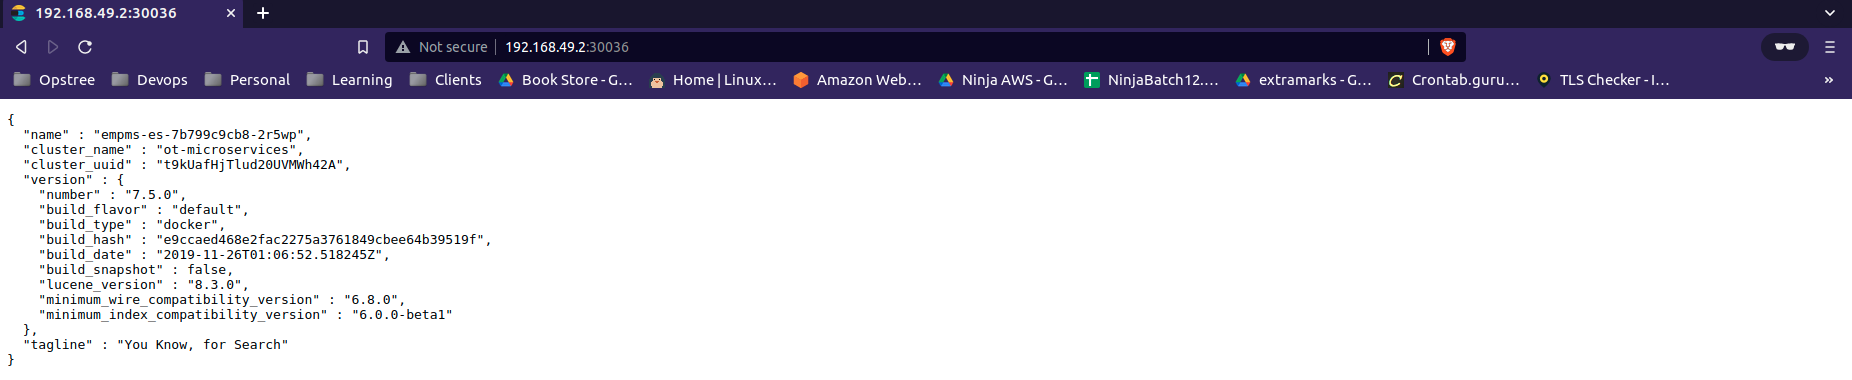 192.168.49.2:30036
Not secure 192.168.49.2:30036
Opstree Devops Personal Learning Clients Book Store - G... Home | Linux... Amazon Web... Ninja AWS - G... NinjaBatch12.... extramarks - G... Crontab.guru... TLS Checker - I... »
{
  "name" : "empms-es-7b799c9cb8-2r5wp",
  "cluster_name" : "ot-microservices",
  "cluster_uuid" : "t9kUafHjTlud20UVMWh42A",
  "version" : {
    "number" : "7.5.0",
    "build_flavor" : "default",
    "build_type" : "docker",
    "build_hash" : "e9ccaed468e2fac2275a3761849cbee64b39519f",
    "build_date" : "2019-11-26T01:06:52.518245Z",
    "build_snapshot" : false,
    "lucene_version" : "8.3.0",
    "minimum_wire_compatibility_version" : "6.8.0",
    "minimum_index_compatibility_version" : "6.0.0-beta1"
  },
  "tagline" : "You Know, for Search"
}